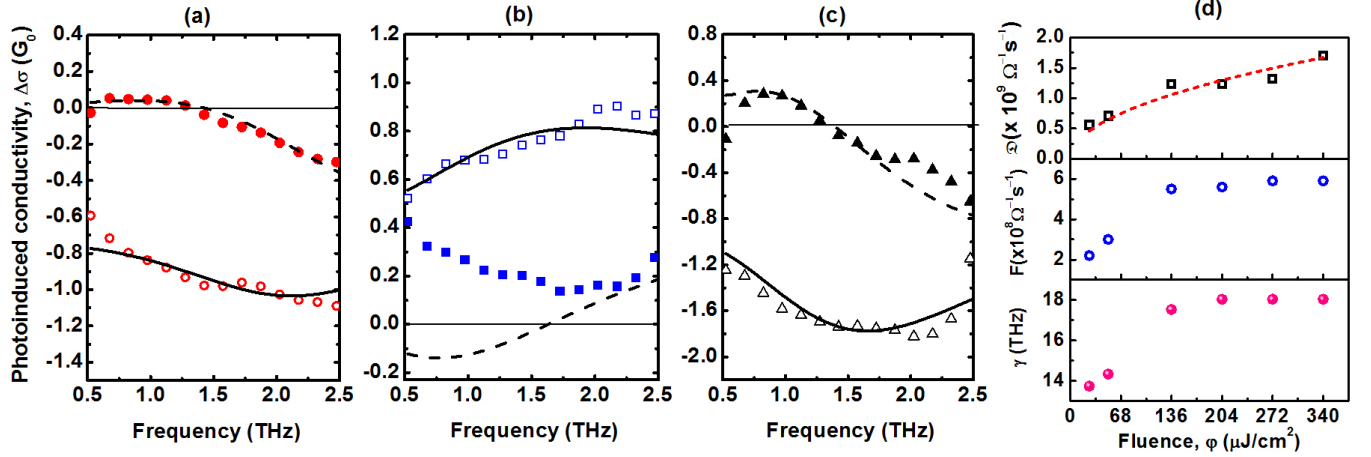 (a)
(b)
(c)
(d)
Photoinduced conductivity, Δσ (G₀)
0.4
0.2
0.0
-0.2
-0.4
-0.6
-0.8
-1.0
-1.2
-1.4
0.5 1.0 1.5 2.0 2.5
Frequency (THz)
1.2
1.0
0.8
0.6
0.4
0.2
0.0
-0.2
0.5 1.0 1.5 2.0 2.5
Frequency (THz)
0.8
0.4
0.0
-0.4
-0.8
-1.2
-1.6
-2.0
0.5 1.0 1.5 2.0 2.5
Frequency (THz)
𝔇(x 10⁹ Ω⁻¹s⁻¹)
2.0
1.5
1.0
0.5
0.0
F(x10⁸Ω⁻¹s⁻¹)
6
4
2
γ (THz)
18
16
14
0 68 136 204 272 340
Fluence, φ (μJ/cm²)